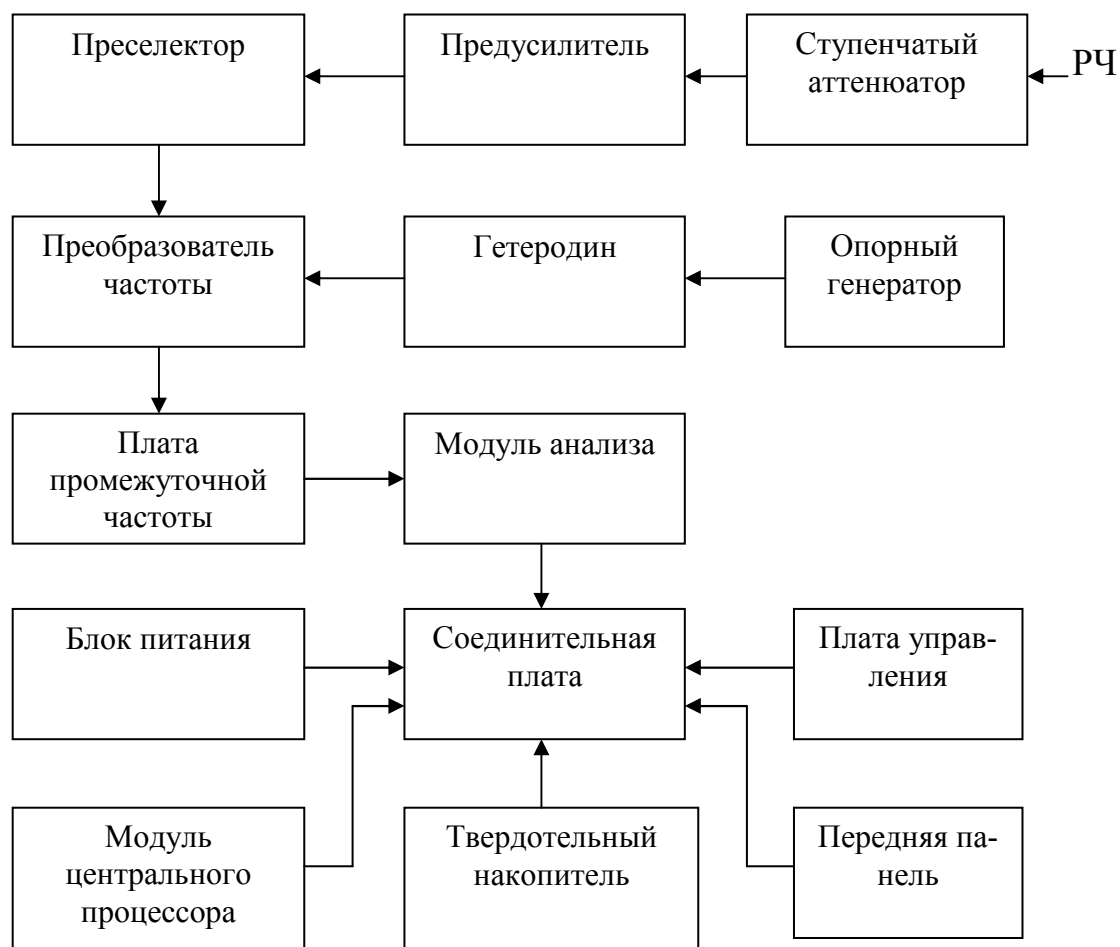 Преселектор
Предусилитель
Ступенчатый
аттенюатор
РЧ
Преобразователь
частоты
Гетеродин
Опорный
генератор
Плата
промежуточной
частоты
Модуль анализа
Блок питания
Соединительная
плата
Плата управ-
ления
Модуль
центрального
процессора
Твердотельный
накопитель
Передняя па-
нель